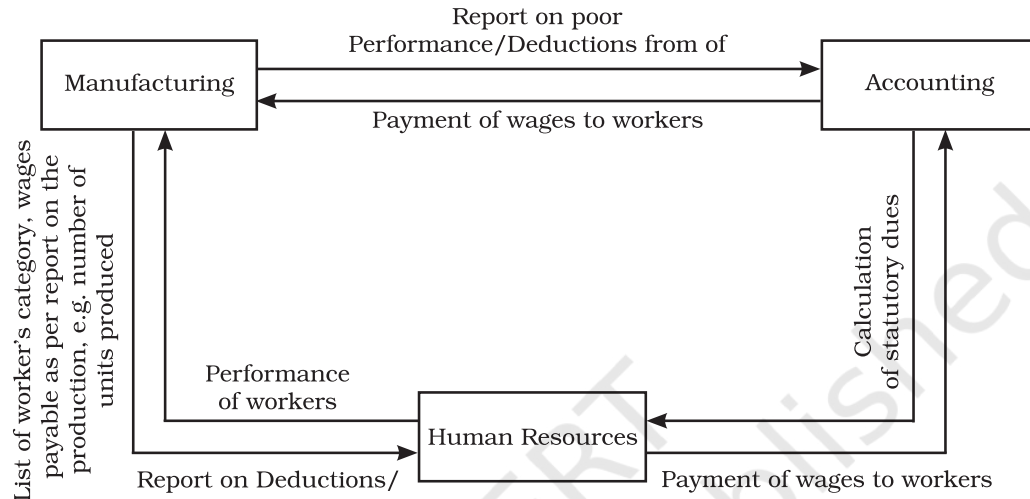 Report on poor
Performance/Deductions from of
Manufacturing
Accounting
Payment of wages to workers
List of worker's category, wages
payable as per report on the
production, e.g. number of
units produced
Calculation
of statutory dues
Performance
of workers
Human Resources
Report on Deductions/
Payment of wages to workers